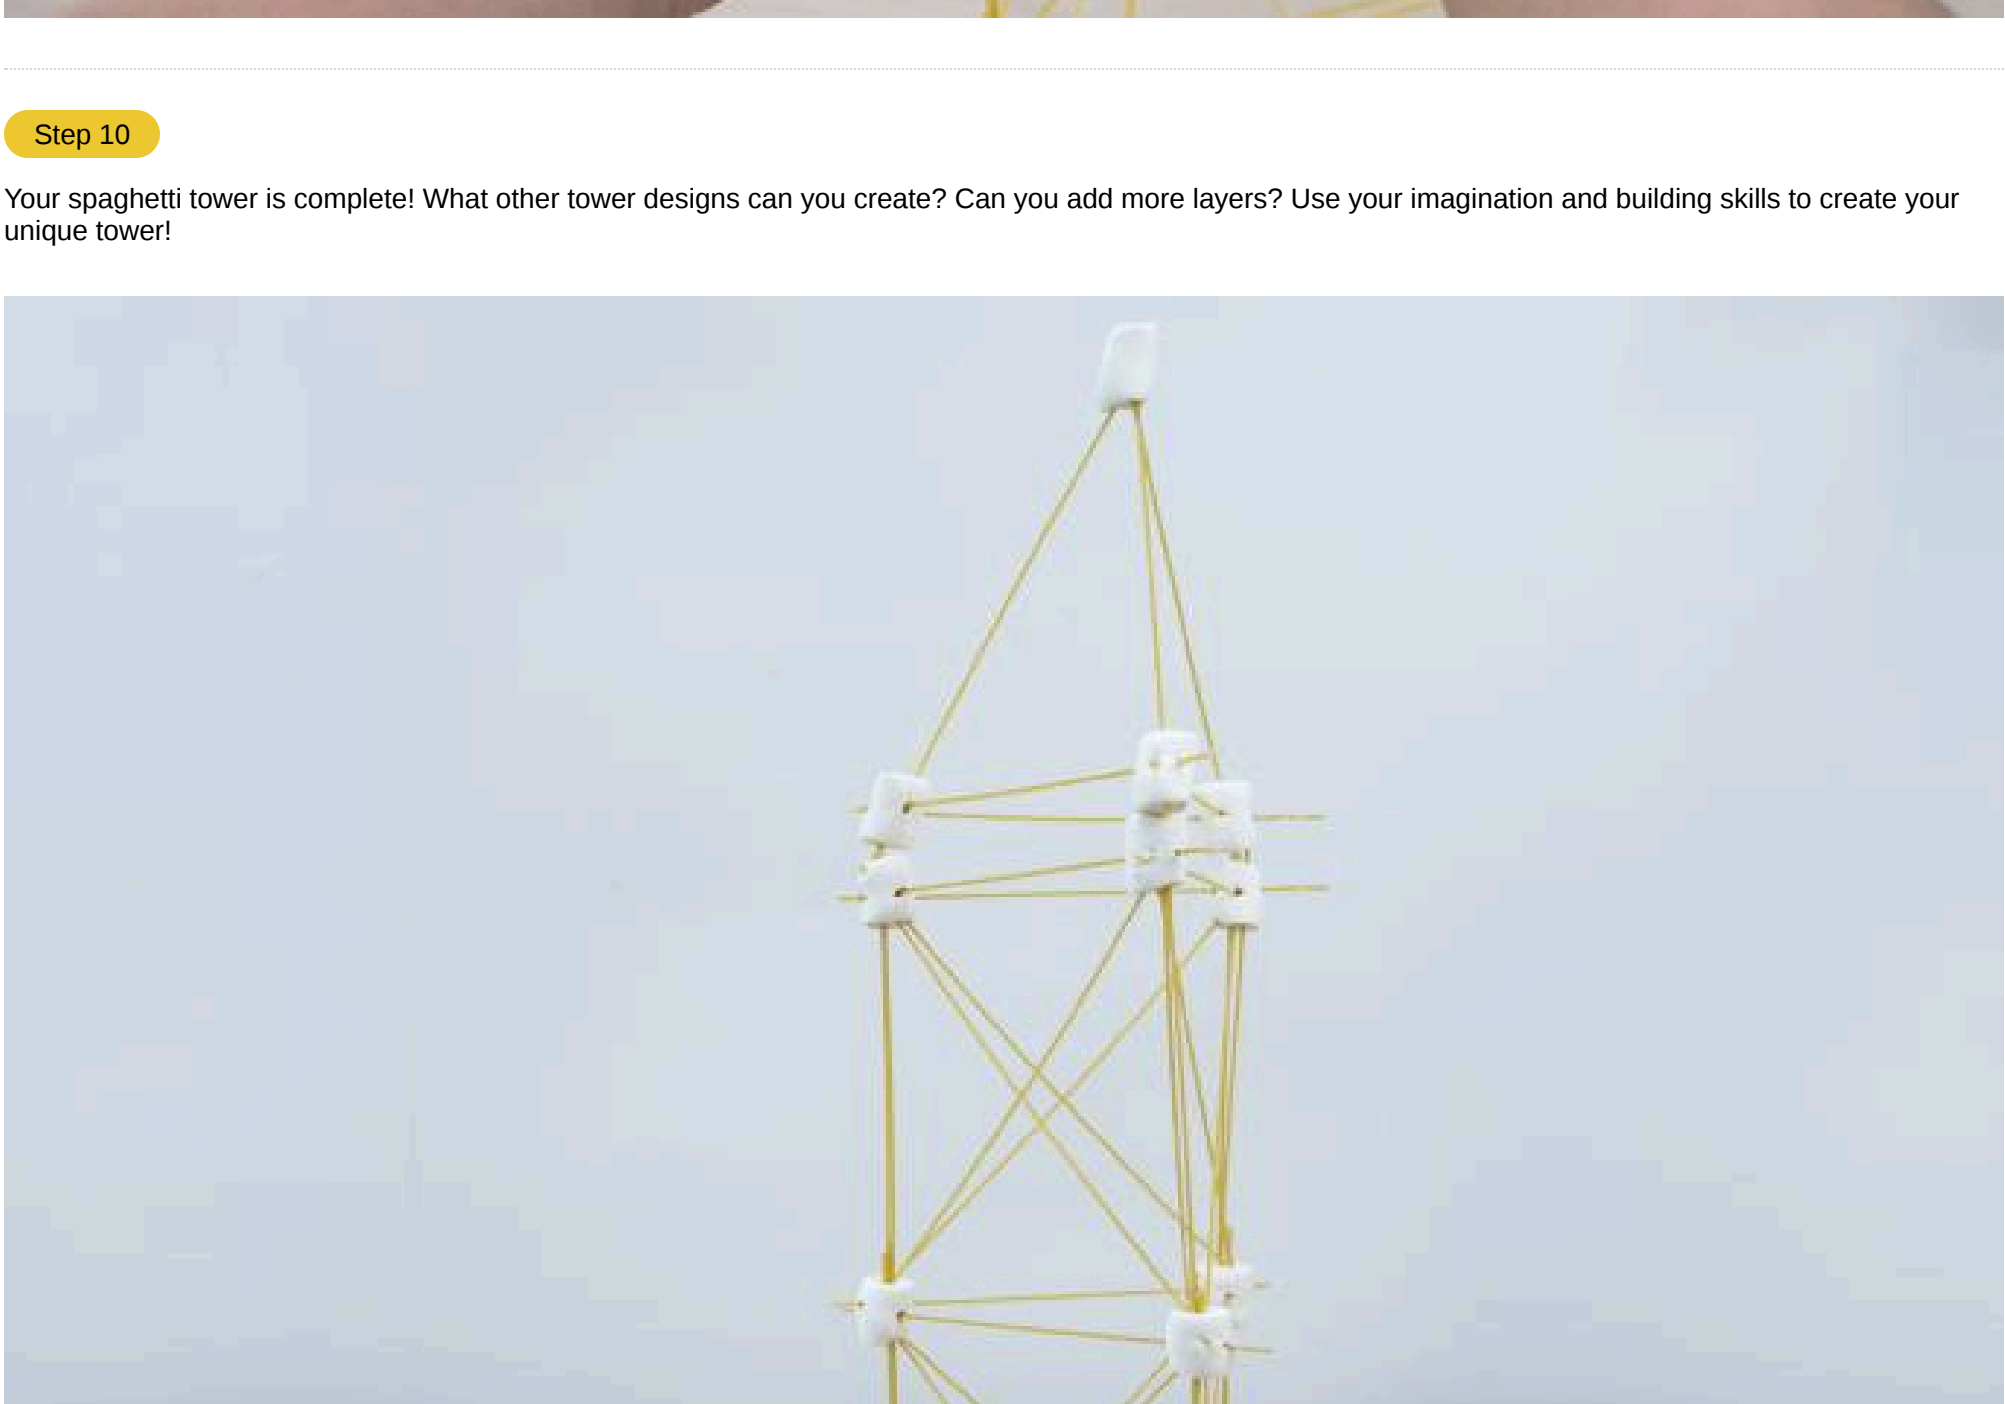 Step 10
Your spaghetti tower is complete! What other tower designs can you create? Can you add more layers? Use your imagination and building skills to create your
unique tower!